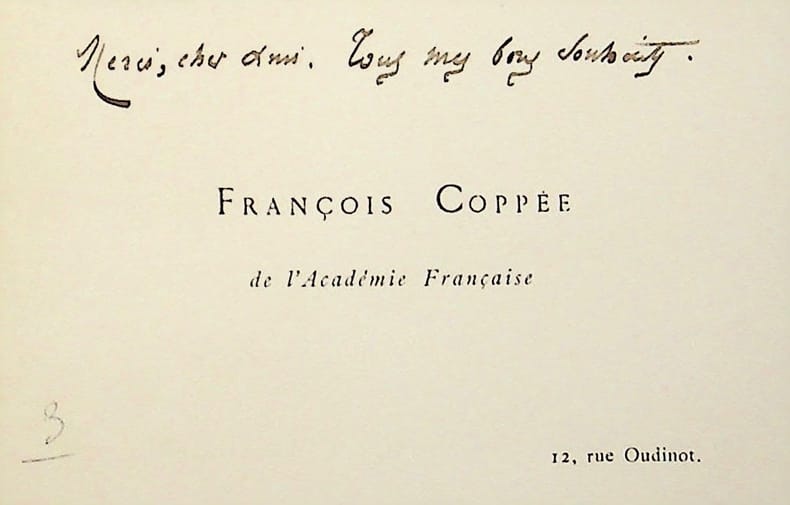 Merci, cher ami. Tous mes bons souhaits.
FRANÇOIS COPPÉE
de l'Académie Française
3
12, rue Oudinot.